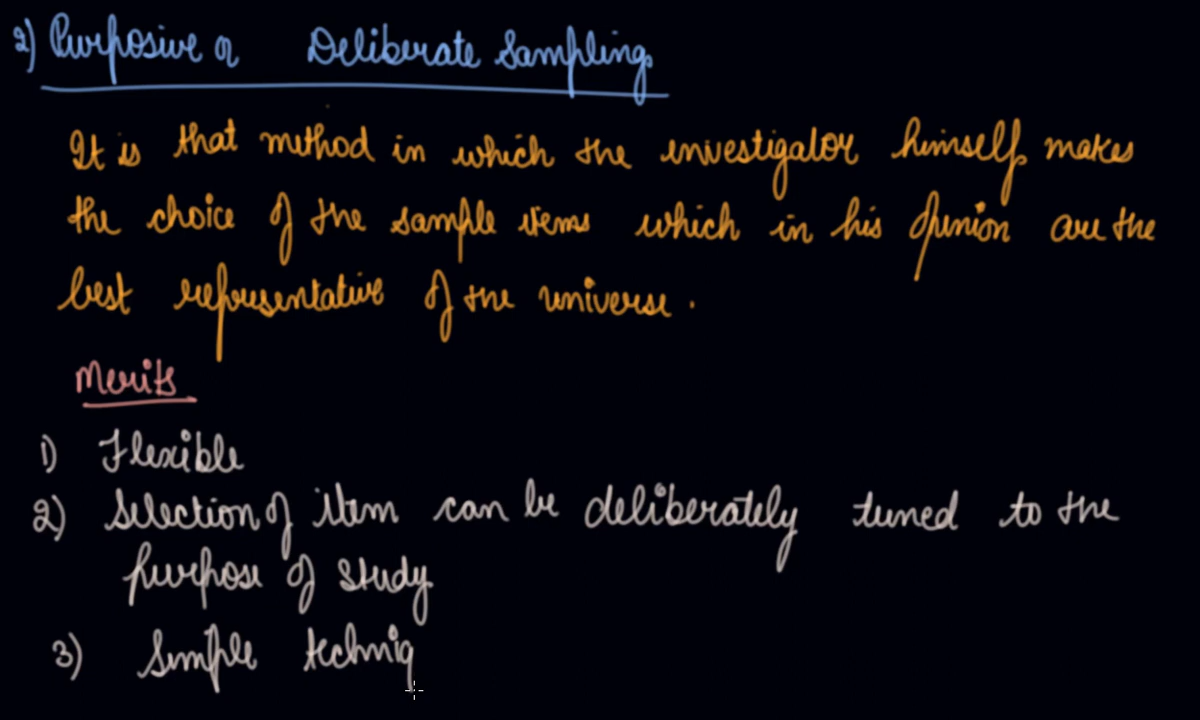 2) Purposive or Deliberate Sampling
It is that method in which the investigator himself makes
the choice of the sample items which in his opinion are the
best representative of the universe.
Merits
1) Flexible
2) Selection of item can be deliberately tuned to the
purpose of study
3) Simple techniq